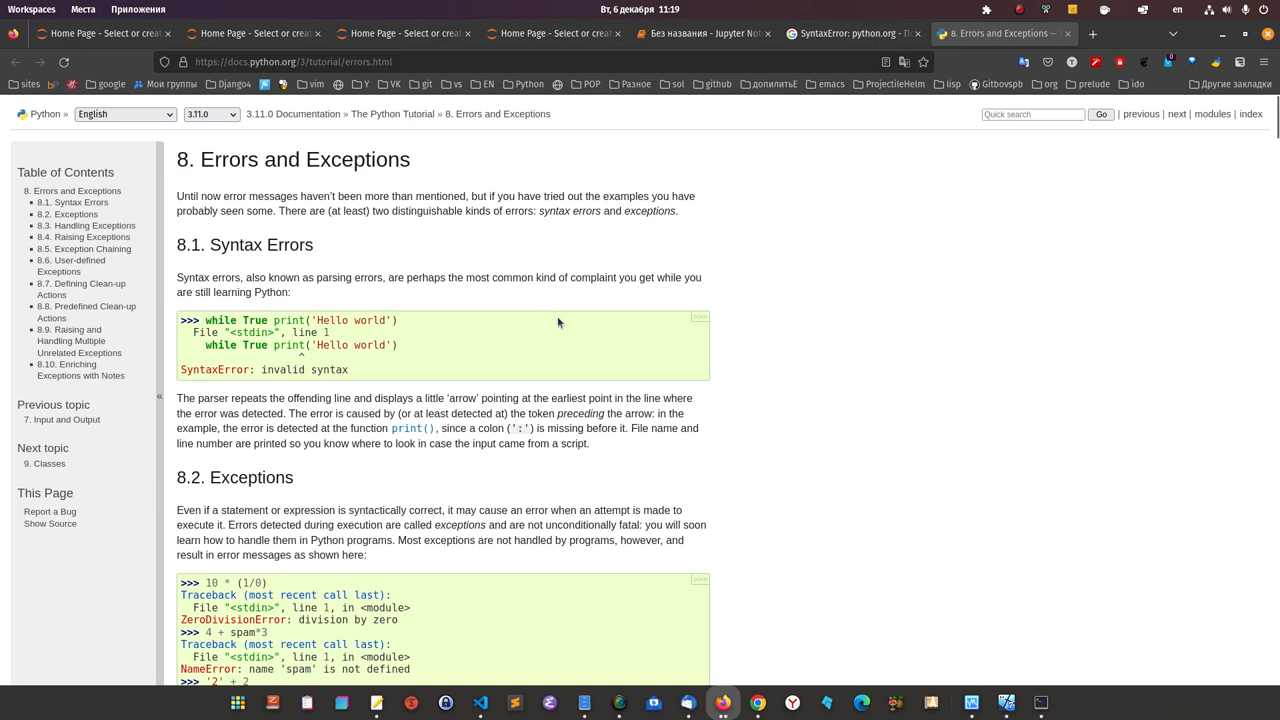 Workspaces Места Приложения Вт, 6 декабря 11:19 en
Home Page - Select or creat Home Page - Select or creat Home Page - Select or creat Home Page - Select or creat Без названия - Jupyter Not SyntaxError: python.org - По 8. Errors and Exceptions —
https://docs.python.org/3/tutorial/errors.html
sites bp google Мои группы Django4 vim Y VK git vs EN Python POP Разное sol github допилитьЕ emacs ProjectileHelm lisp Gitbovspb org prelude ido Другие закладки
Python » English 3.11.0 3.11.0 Documentation » The Python Tutorial » 8. Errors and Exceptions Quick search Go | previous | next | modules | index
Table of Contents
8. Errors and Exceptions
8.1. Syntax Errors
8.2. Exceptions
8.3. Handling Exceptions
8.4. Raising Exceptions
8.5. Exception Chaining
8.6. User-defined
Exceptions
8.7. Defining Clean-up
Actions
8.8. Predefined Clean-up
Actions
8.9. Raising and
Handling Multiple
Unrelated Exceptions
8.10. Enriching
Exceptions with Notes
Previous topic
7. Input and Output
Next topic
9. Classes
This Page
Report a Bug
Show Source
«
8. Errors and Exceptions
Until now error messages haven’t been more than mentioned, but if you have tried out the examples you have
probably seen some. There are (at least) two distinguishable kinds of errors: syntax errors and exceptions.
8.1. Syntax Errors
Syntax errors, also known as parsing errors, are perhaps the most common kind of complaint you get while you
are still learning Python:
>>> while True print('Hello world') >>>
File "<stdin>", line 1
while True print('Hello world')
^
SyntaxError: invalid syntax
The parser repeats the offending line and displays a little ‘arrow’ pointing at the earliest point in the line where
the error was detected. The error is caused by (or at least detected at) the token preceding the arrow: in the
example, the error is detected at the function print(), since a colon (':') is missing before it. File name and
line number are printed so you know where to look in case the input came from a script.
8.2. Exceptions
Even if a statement or expression is syntactically correct, it may cause an error when an attempt is made to
execute it. Errors detected during execution are called exceptions and are not unconditionally fatal: you will soon
learn how to handle them in Python programs. Most exceptions are not handled by programs, however, and
result in error messages as shown here:
>>> 10 * (1/0) >>>
Traceback (most recent call last):
File "<stdin>", line 1, in <module>
ZeroDivisionError: division by zero
>>> 4 + spam*3
Traceback (most recent call last):
File "<stdin>", line 1, in <module>
NameError: name 'spam' is not defined
>>> '2' + 2